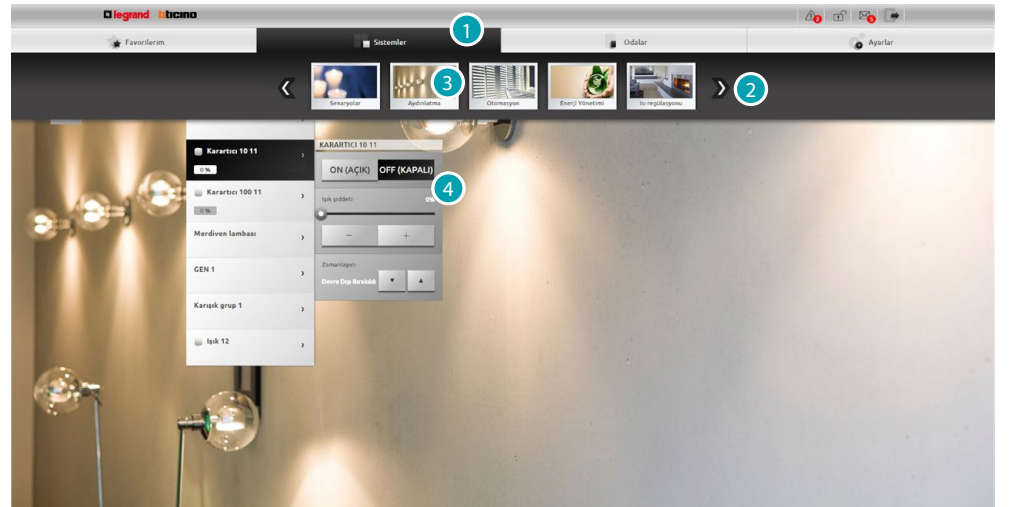 legrand bticino
2
5
Favorilerim
Sistemler
1
Odalar
Ayarlar
❮
❯
2
3
Senaryolar
Aydınlatma
Otomasyon
Enerji Yönetimi
Isı regülasyonu
Karartıcı 10 11
0 %
Karartıcı 100 11
0 %
Merdiven lambası
GEN 1
Karışık grup 1
Işık 12
KARARTICI 10 11
ON (AÇIK) OFF (KAPALI)
4
Işık şiddeti 0%
− +
Zamanlayıcı
Devre Dışı Bırakıldı